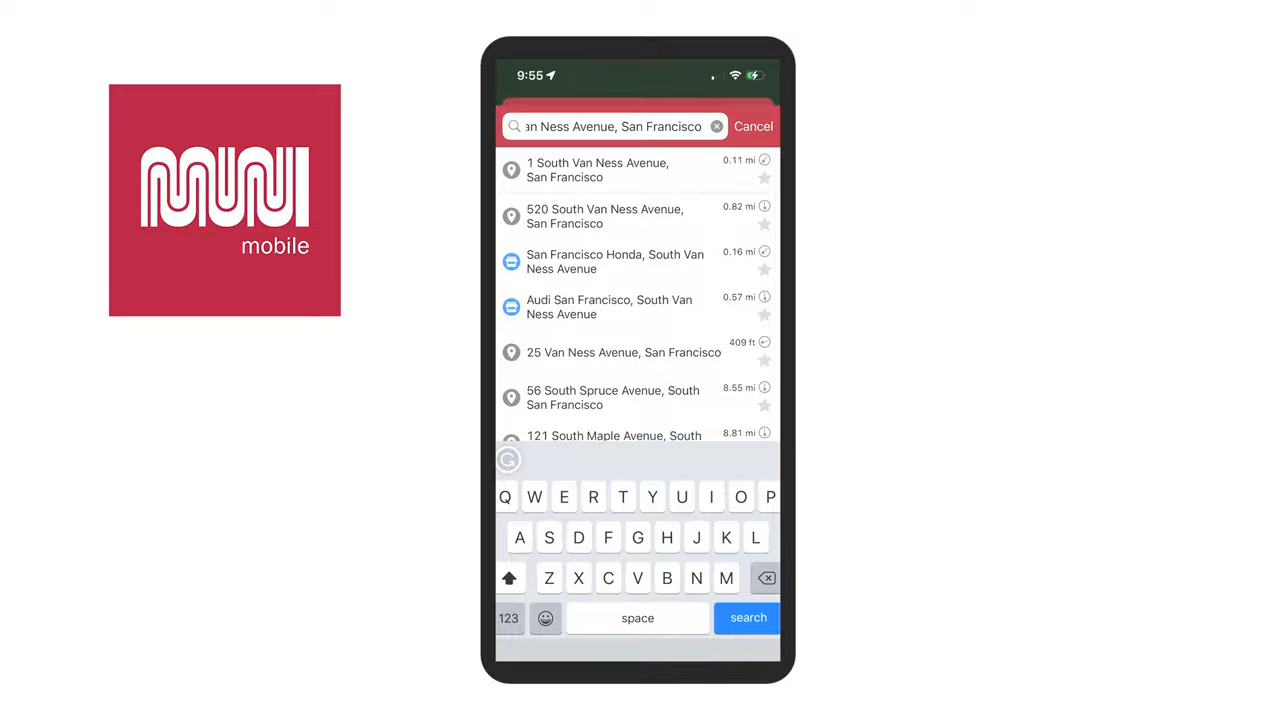 MUNI
mobile
9:55
an Ness Avenue, San Francisco
Cancel
1 South Van Ness Avenue,
San Francisco
0.11 mi
520 South Van Ness Avenue,
San Francisco
0.82 mi
San Francisco Honda, South Van
Ness Avenue
0.16 mi
Audi San Francisco, South Van
Ness Avenue
0.57 mi
25 Van Ness Avenue, San Francisco
409 ft
56 South Spruce Avenue, South
San Francisco
8.55 mi
121 South Maple Avenue, South
8.81 mi
Q W E R T Y U I O P
A S D F G H J K L
Z X C V B N M
123
space
search